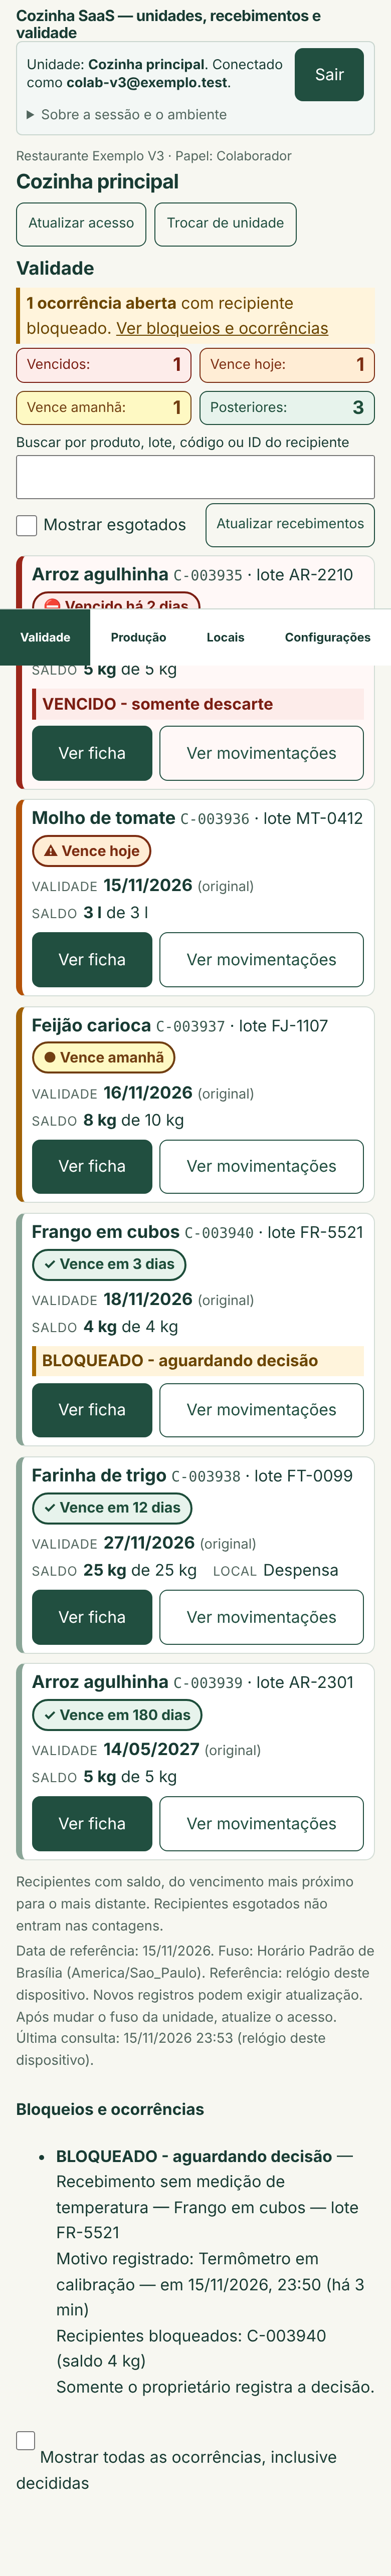 Cozinha SaaS — unidades, recebimentos e
validade
Unidade: Cozinha principal. Conectado
como colab-v3@exemplo.test.
Sair
▶ Sobre a sessão e o ambiente
Restaurante Exemplo V3 · Papel: Colaborador
Cozinha principal
Atualizar acesso
Trocar de unidade
Validade
1 ocorrência aberta com recipiente
bloqueado. Ver bloqueios e ocorrências
Vencidos: 1
Vence hoje: 1
Vence amanhã: 1
Posteriores: 3
Buscar por produto, lote, código ou ID do recipiente
Mostrar esgotados
Atualizar recebimentos
Arroz agulhinha C-003935 · lote AR-2210
Vencido há 2 dias
Validade
Produção
Locais
Configurações
SALDO 5 kg de 5 kg
VENCIDO - somente descarte
Ver ficha
Ver movimentações
Molho de tomate C-003936 · lote MT-0412
⚠ Vence hoje
VALIDADE 15/11/2026 (original)
SALDO 3 l de 3 l
Ver ficha
Ver movimentações
Feijão carioca C-003937 · lote FJ-1107
● Vence amanhã
VALIDADE 16/11/2026 (original)
SALDO 8 kg de 10 kg
Ver ficha
Ver movimentações
Frango em cubos C-003940 · lote FR-5521
✓ Vence em 3 dias
VALIDADE 18/11/2026 (original)
SALDO 4 kg de 4 kg
BLOQUEADO - aguardando decisão
Ver ficha
Ver movimentações
Farinha de trigo C-003938 · lote FT-0099
✓ Vence em 12 dias
VALIDADE 27/11/2026 (original)
SALDO 25 kg de 25 kg LOCAL Despensa
Ver ficha
Ver movimentações
Arroz agulhinha C-003939 · lote AR-2301
✓ Vence em 180 dias
VALIDADE 14/05/2027 (original)
SALDO 5 kg de 5 kg
Ver ficha
Ver movimentações
Recipientes com saldo, do vencimento mais próximo
para o mais distante. Recipientes esgotados não
entram nas contagens.
Data de referência: 15/11/2026. Fuso: Horário Padrão de
Brasília (America/Sao_Paulo). Referência: relógio deste
dispositivo. Novos registros podem exigir atualização.
Após mudar o fuso da unidade, atualize o acesso.
Última consulta: 15/11/2026 23:53 (relógio deste
dispositivo).
Bloqueios e ocorrências
• BLOQUEADO - aguardando decisão —
Recebimento sem medição de
temperatura — Frango em cubos — lote
FR-5521
Motivo registrado: Termômetro em
calibração — em 15/11/2026, 23:50 (há 3
min)
Recipientes bloqueados: C-003940
(saldo 4 kg)
Somente o proprietário registra a decisão.
Mostrar todas as ocorrências, inclusive
decididas